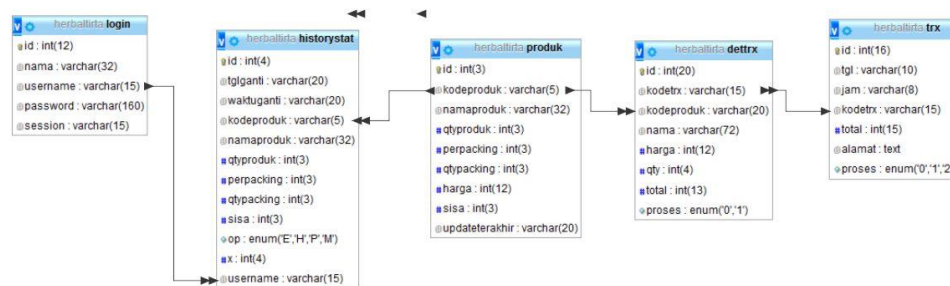 herbaltirta login
id : int(12)
nama : varchar(32)
username : varchar(15)
password : varchar(160)
session : varchar(15)
herbaltirta historystat
id : int(4)
tglganti : varchar(20)
waktuganti : varchar(20)
kodeproduk : varchar(5)
namaproduk : varchar(32)
qtyproduk : int(3)
perpacking : int(3)
qtypacking : int(3)
sisa : int(3)
op : enum('E','H','P','M')
x : int(4)
username : varchar(15)
herbaltirta produk
id : int(3)
kodeproduk : varchar(5)
namaproduk : varchar(32)
qtyproduk : int(3)
perpacking : int(3)
qtypacking : int(3)
harga : int(12)
sisa : int(3)
updateterakhir : varchar(20)
herbaltirta dettrx
id : int(20)
kodetrx : varchar(15)
kodeproduk : varchar(20)
nama : varchar(72)
harga : int(12)
qty : int(4)
total : int(13)
proses : enum('0','1')
herbaltirta trx
id : int(16)
tgl : varchar(10)
jam : varchar(8)
kodetrx : varchar(15)
total : int(15)
alamat : text
proses : enum('0','1','2